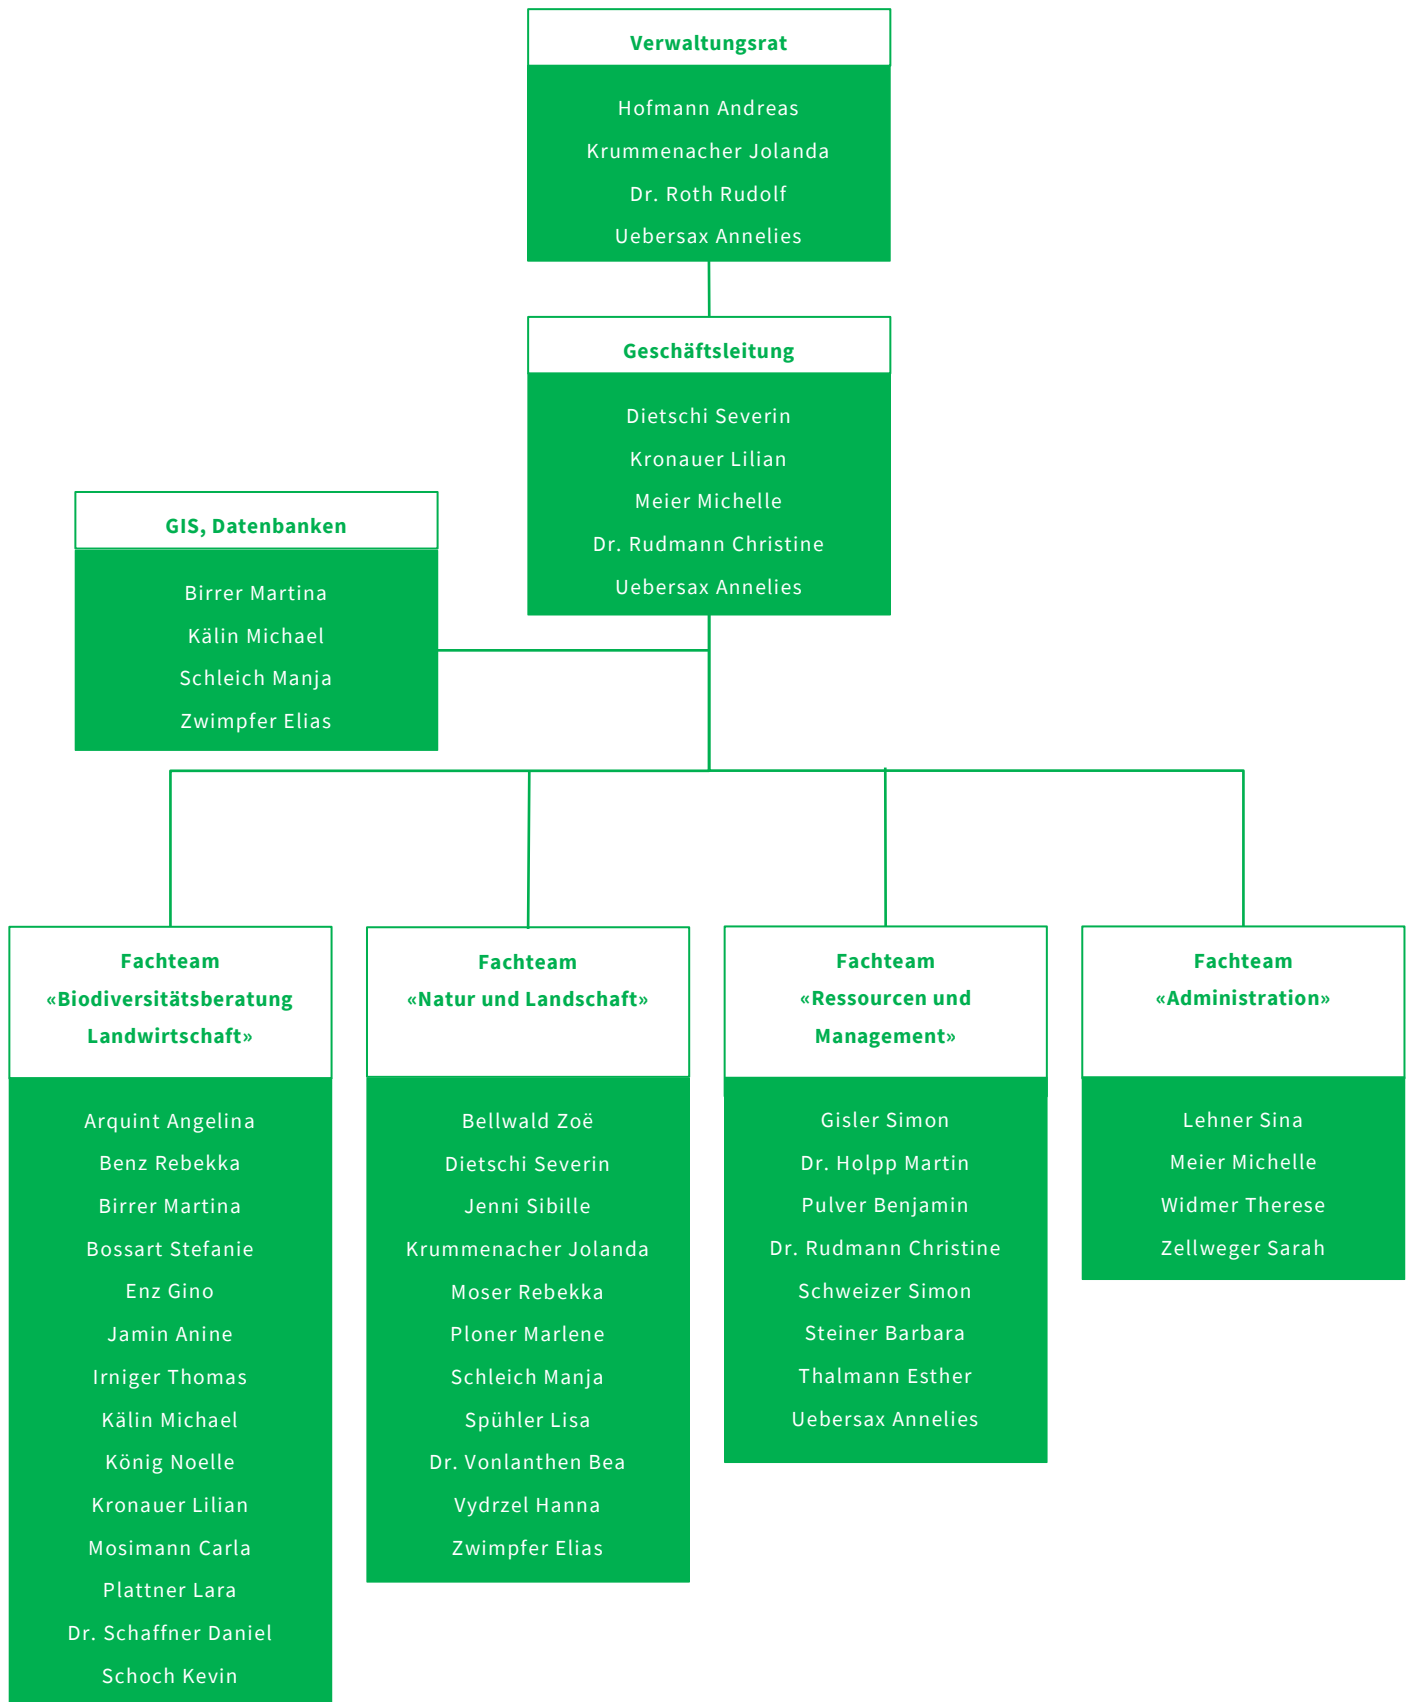 Verwaltungsrat
Hofmann Andreas
Krummenacher Jolanda
Dr. Roth Rudolf
Uebersax Annelies
Geschäftsleitung
Dietschi Severin
Kronauer Lilian
Meier Michelle
Dr. Rudmann Christine
Uebersax Annelies
GIS, Datenbanken
Birrer Martina
Kälin Michael
Schleich Manja
Zwimpfer Elias
Fachteam
«Biodiversitätsberatung
Landwirtschaft»
Arquint Angelina
Benz Rebekka
Birrer Martina
Bossart Stefanie
Enz Gino
Jamin Anine
Irniger Thomas
Kälin Michael
König Noelle
Kronauer Lilian
Mosimann Carla
Plattner Lara
Dr. Schaffner Daniel
Schoch Kevin
Fachteam
«Natur und Landschaft»
Bellwald Zoë
Dietschi Severin
Jenni Sibille
Krummenacher Jolanda
Moser Rebekka
Ploner Marlene
Schleich Manja
Spühler Lisa
Dr. Vonlanthen Bea
Vydrzel Hanna
Zwimpfer Elias
Fachteam
«Ressourcen und
Management»
Gisler Simon
Dr. Holpp Martin
Pulver Benjamin
Dr. Rudmann Christine
Schweizer Simon
Steiner Barbara
Thalmann Esther
Uebersax Annelies
Fachteam
«Administration»
Lehner Sina
Meier Michelle
Widmer Therese
Zellweger Sarah